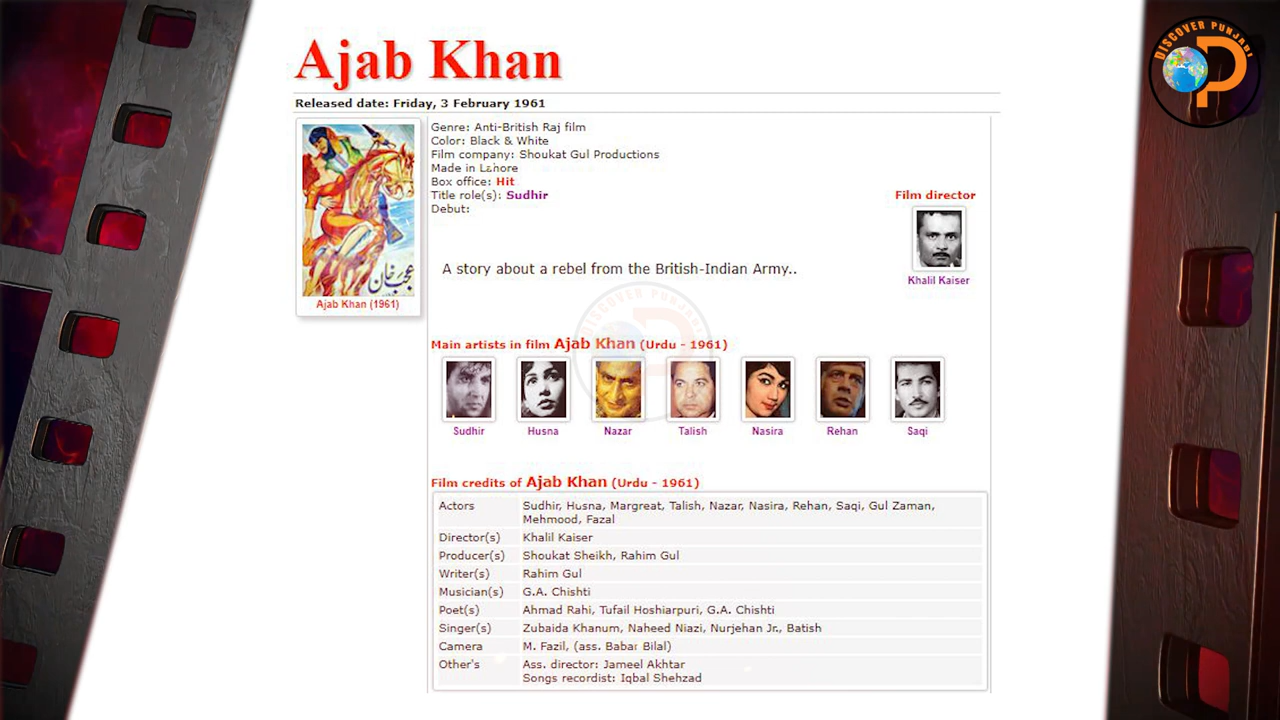 DISCOVER PUNJABI
Ajab Khan
Released date: Friday, 3 February 1961
عجب خان
Ajab Khan (1961)
Genre: Anti-British Raj film
Color: Black & White
Film company: Shoukat Gul Productions
Made in Lahore
Box office: Hit
Title role(s): Sudhir
Debut:
Film director
Khalil Kaiser
A story about a rebel from the British-Indian Army..
DISCOVER PUNJABI
Main artists in film Ajab Khan (Urdu - 1961)
Sudhir Husna Nazar Talish Nasira Rehan Saqi
Film credits of Ajab Khan (Urdu - 1961)
Actors Sudhir, Husna, Margreat, Talish, Nazar, Nasira, Rehan, Saqi, Gul Zaman,
Mehmood, Fazal
Director(s) Khalil Kaiser
Producer(s) Shoukat Sheikh, Rahim Gul
Writer(s) Rahim Gul
Musician(s) G.A. Chishti
Poet(s) Ahmad Rahi, Tufail Hoshiarpuri, G.A. Chishti
Singer(s) Zubaida Khanum, Naheed Niazi, Nurjehan Jr., Batish
Camera M. Fazil, (ass. Babar Bilal)
Other's Ass. director: Jameel Akhtar
Songs recordist: Iqbal Shehzad